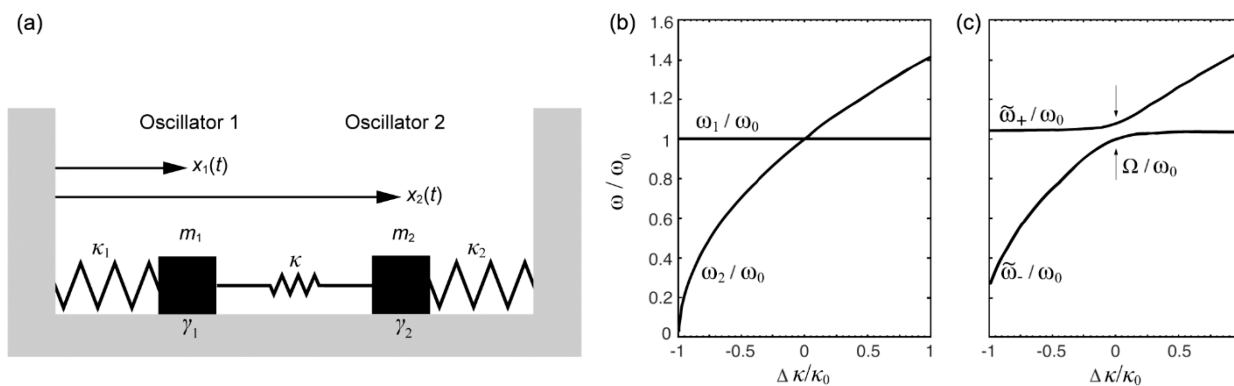 (a)
Oscillator 1
Oscillator 2
x₁(t)
x₂(t)
κ₁
m₁
κ
m₂
κ₂
γ₁
γ₂
(b)
ω / ω₀
1.6
1.4
1.2
1
0.8
0.6
0.4
0.2
0
ω₁ / ω₀
ω₂ / ω₀
-1
-0.5
0
0.5
1
Δ κ/κ₀
(c)
ω̃₊ / ω₀
Ω / ω₀
ω̃₋ / ω₀
-1
-0.5
0
0.5
Δ κ/κ₀